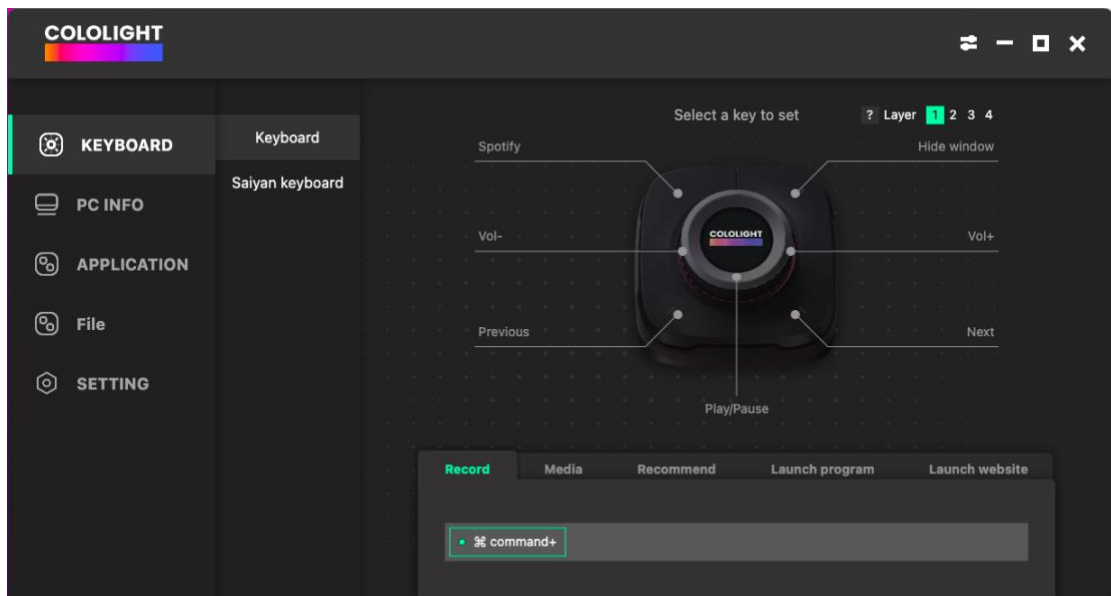 COLOLIGHT
KEYBOARD
PC INFO
APPLICATION
File
SETTING
Keyboard
Saiyan keyboard
Select a key to set
? Layer 1 2 3 4
Spotify
Hide window
COLOLIGHT
Vol-
Vol+
Previous
Next
Play/Pause
Record Media Recommend Launch program Launch website
⌘ command+